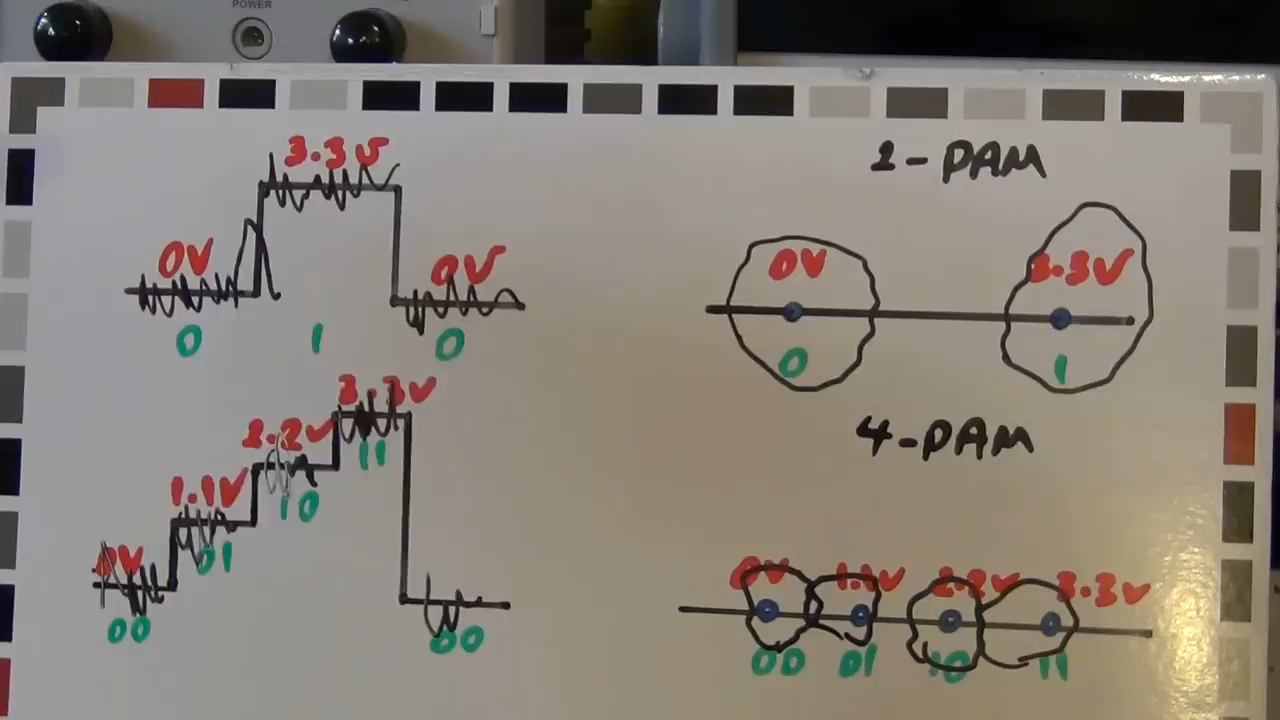 POWER
3.3V
0V
0V
0 1 0
3.3V
2.2V
11
1.1V
10
01
0V
00
00
2-PAM
0V 3.3V
0 1
4-PAM
0V 1.1V 2.2V 3.3V
00 01 10 11